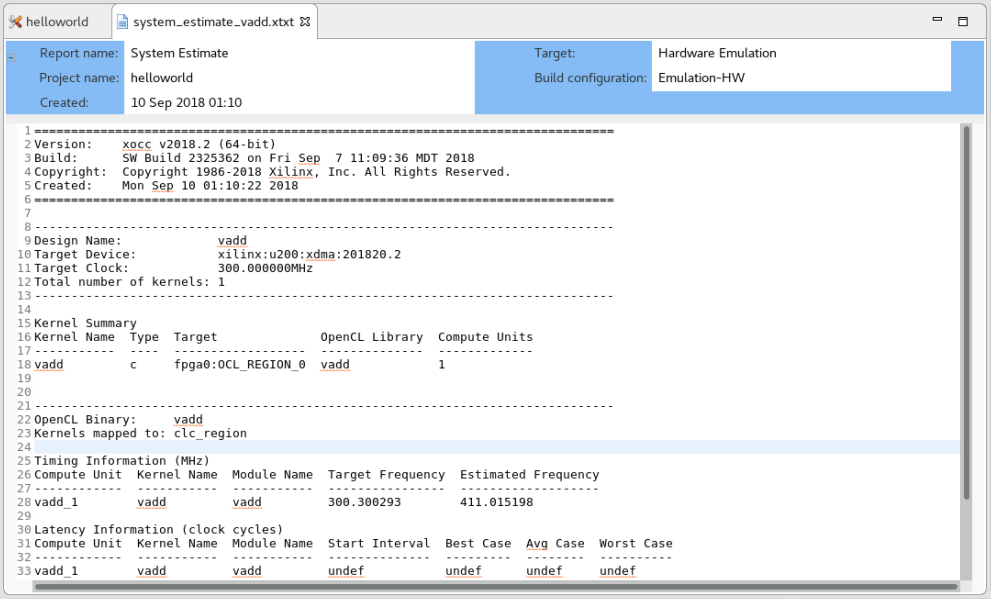 helloworld system_estimate_vadd.xtxt
Report name: System Estimate Target: Hardware Emulation
Project name: helloworld Build configuration: Emulation-HW
Created: 10 Sep 2018 01:10
1 ===============================================================================
2 Version:    xocc v2018.2 (64-bit)
3 Build:      SW Build 2325362 on Fri Sep  7 11:09:36 MDT 2018
4 Copyright:  Copyright 1986-2018 Xilinx, Inc. All Rights Reserved.
5 Created:    Mon Sep 10 01:10:22 2018
6 ===============================================================================
7
8 -------------------------------------------------------------------------------
9 Design Name:             vadd
10 Target Device:           xilinx:u200:xdma:201820.2
11 Target Clock:            300.000000MHz
12 Total number of kernels: 1
13 -------------------------------------------------------------------------------
14
15 Kernel Summary
16 Kernel Name  Type  Target              OpenCL Library  Compute Units
17 -----------  ----  ------------------  --------------  -------------
18 vadd         c     fpga0:OCL_REGION_0  vadd            1
19
20
21 -------------------------------------------------------------------------------
22 OpenCL Binary:     vadd
23 Kernels mapped to: clc_region
24
25 Timing Information (MHz)
26 Compute Unit  Kernel Name  Module Name  Target Frequency  Estimated Frequency
27 ------------  -----------  -----------  ----------------  -------------------
28 vadd_1        vadd         vadd         300.300293        411.015198
29
30 Latency Information (clock cycles)
31 Compute Unit  Kernel Name  Module Name  Start Interval  Best Case  Avg Case  Worst Case
32 ------------  -----------  -----------  --------------  ---------  --------  ----------
33 vadd_1        vadd         vadd         undef           undef      undef     undef